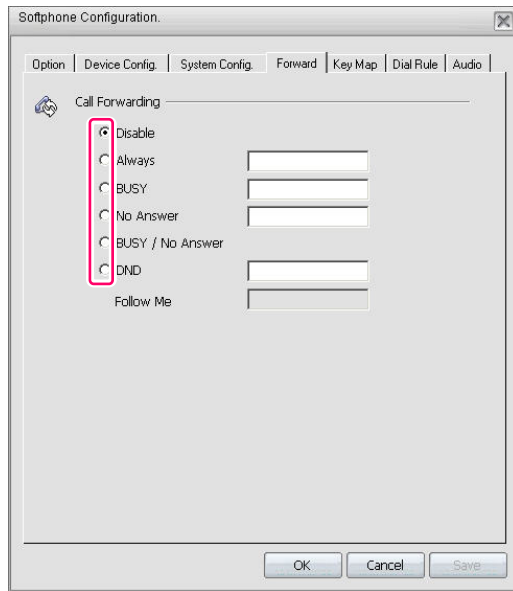 Softphone Configuration.
Option Device Config. System Config. Forward Key Map Dial Rule Audio
Call Forwarding
Disable
Always
BUSY
No Answer
BUSY / No Answer
DND
Follow Me
OK Cancel Save